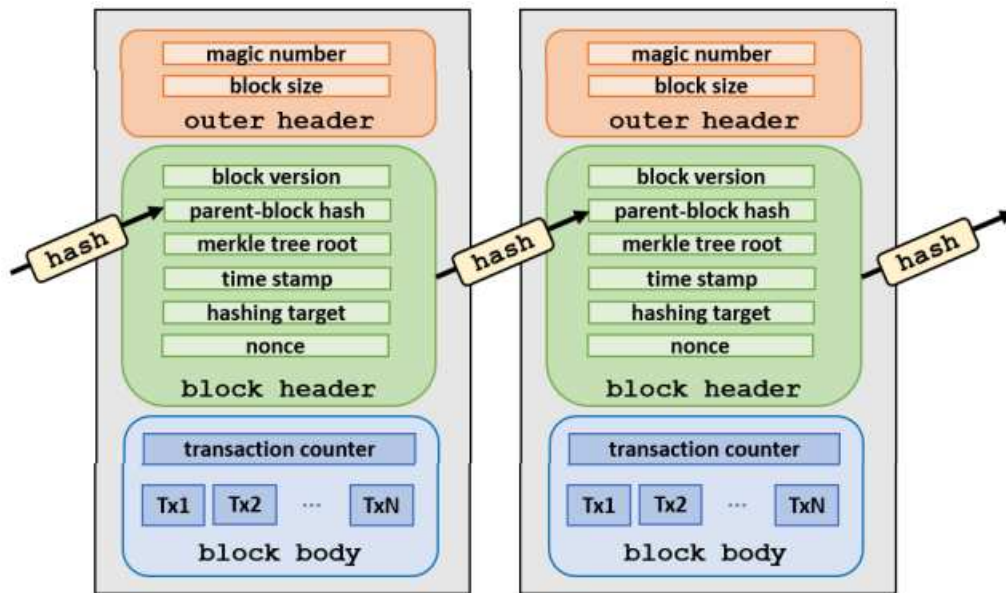 magic number
block size
outer header
block version
parent-block hash
merkle tree root
time stamp
hashing target
nonce
block header
transaction counter
Tx1 Tx2 ... TxN
block body
hash
magic number
block size
outer header
block version
parent-block hash
merkle tree root
time stamp
hashing target
nonce
block header
transaction counter
Tx1 Tx2 ... TxN
block body
hash
hash